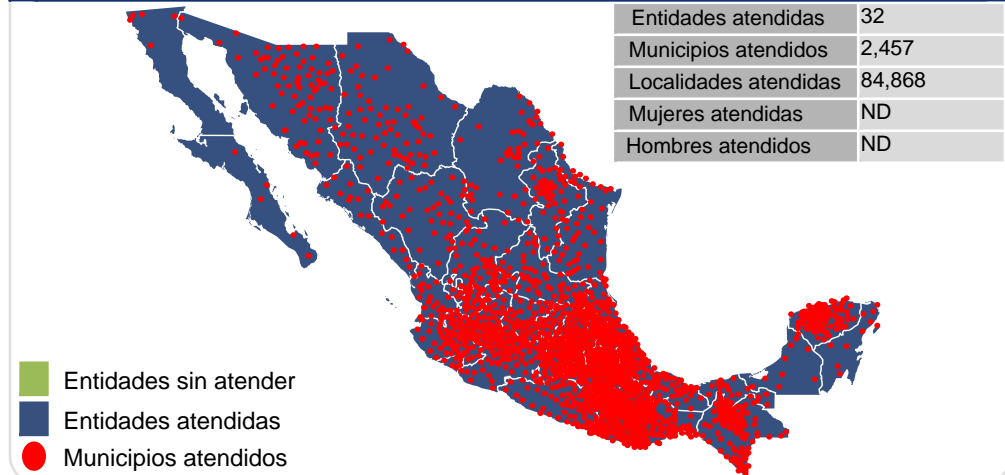 Entidades atendidas 32
Municipios atendidos 2,457
Localidades atendidas 84,868
Mujeres atendidas ND
Hombres atendidos ND
Entidades sin atender
Entidades atendidas
Municipios atendidos